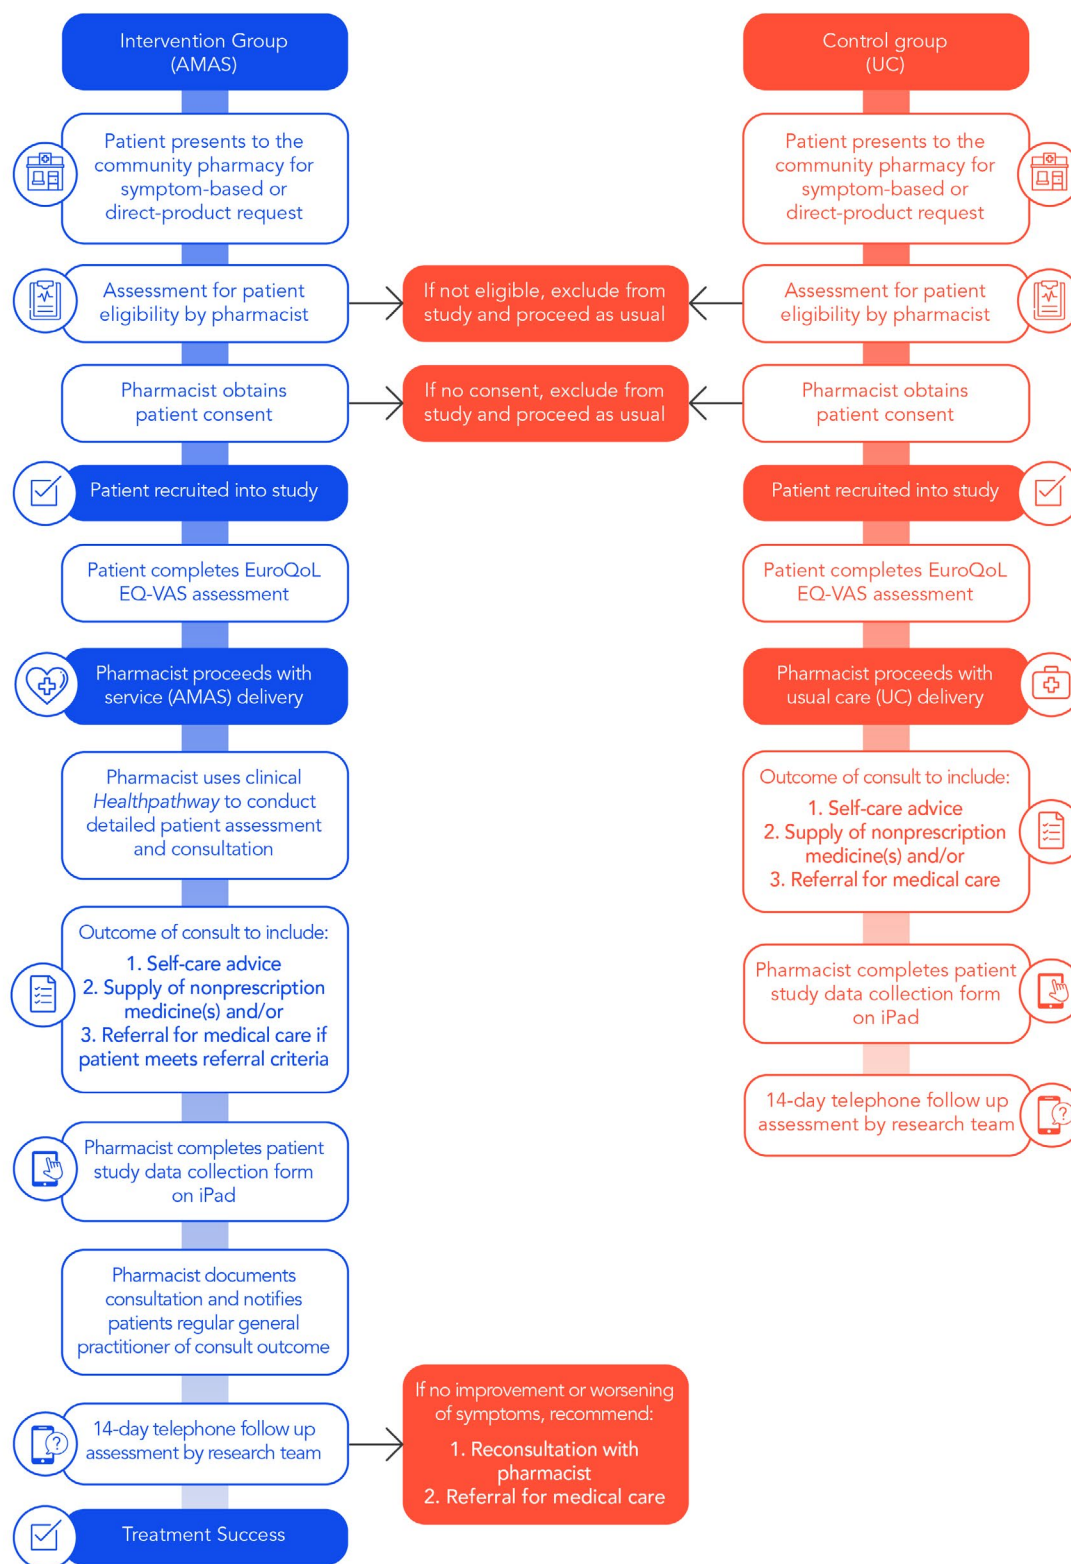 Intervention Group
(AMAS)
Patient presents to the
community pharmacy for
symptom-based or
direct-product request
Assessment for patient
eligibility by pharmacist
Pharmacist obtains
patient consent
Patient recruited into study
Patient completes EuroQoL
EQ-VAS assessment
Pharmacist proceeds with
service (AMAS) delivery
Pharmacist uses clinical
Healthpathway to conduct
detailed patient assessment
and consultation
Outcome of consult to include:
1. Self-care advice
2. Supply of nonprescription
medicine(s) and/or
3. Referral for medical care if
patient meets referral criteria
Pharmacist completes patient
study data collection form
on iPad
Pharmacist documents
consultation and notifies
patients regular general
practitioner of consult outcome
14-day telephone follow up
assessment by research team
Treatment Success
If not eligible, exclude from
study and proceed as usual
If no consent, exclude from
study and proceed as usual
If no improvement or worsening
of symptoms, recommend:
1. Reconsultation with
pharmacist
2. Referral for medical care
Control group
(UC)
Patient presents to the
community pharmacy for
symptom-based or
direct-product request
Assessment for patient
eligibility by pharmacist
Pharmacist obtains
patient consent
Patient recruited into study
Patient completes EuroQoL
EQ-VAS assessment
Pharmacist proceeds with
usual care (UC) delivery
Outcome of consult to include:
1. Self-care advice
2. Supply of nonprescription
medicine(s) and/or
3. Referral for medical care
Pharmacist completes patient
study data collection form
on iPad
14-day telephone follow up
assessment by research team